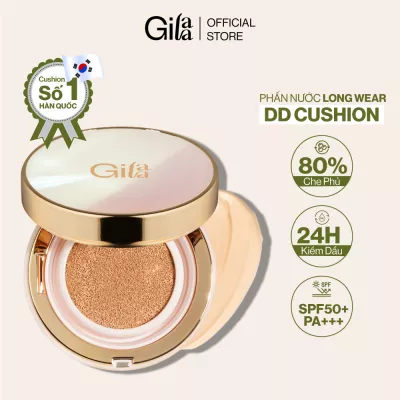 Gilaa
OFFICIAL
STORE
Cushion
Số 1
HÀN QUỐC
PHẤN NƯỚC LONG WEAR
DD CUSHION
80%
Che Phủ
24H
Kiềm Dầu
SPF
SPF50+
PA+++
Gilaa